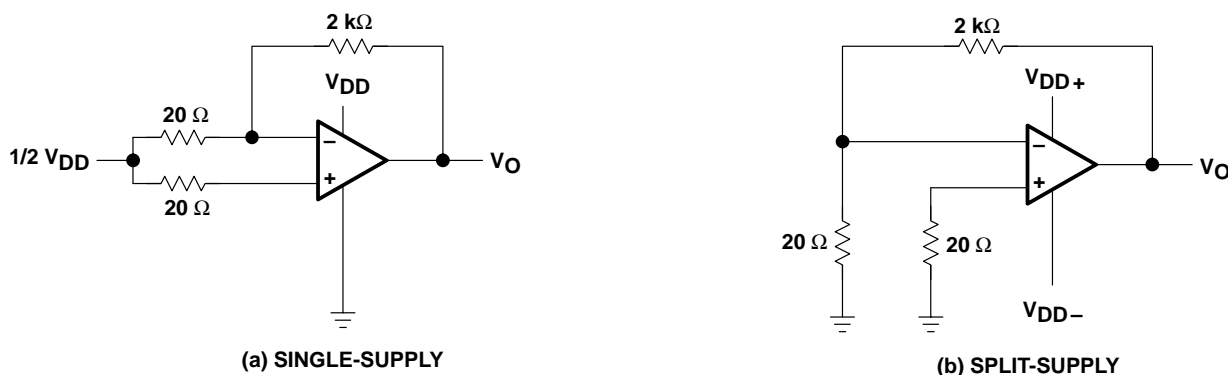 2 kΩ
VDD
20 Ω
1/2 VDD
−
+
VO
20 Ω
(a) SINGLE-SUPPLY
2 kΩ
VDD+
−
+
VO
20 Ω
20 Ω
VDD−
(b) SPLIT-SUPPLY